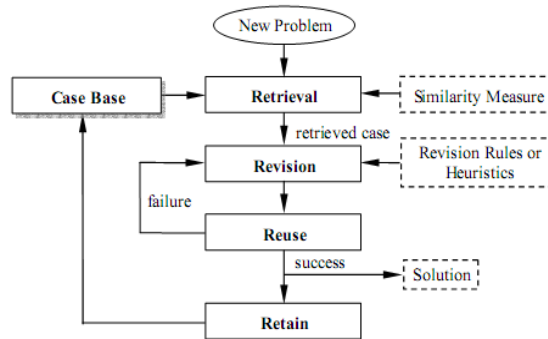 New Problem
Case Base
Retrieval
Similarity Measure
retrieved case
Revision
Revision Rules or
Heuristics
failure
Reuse
success
Solution
Retain